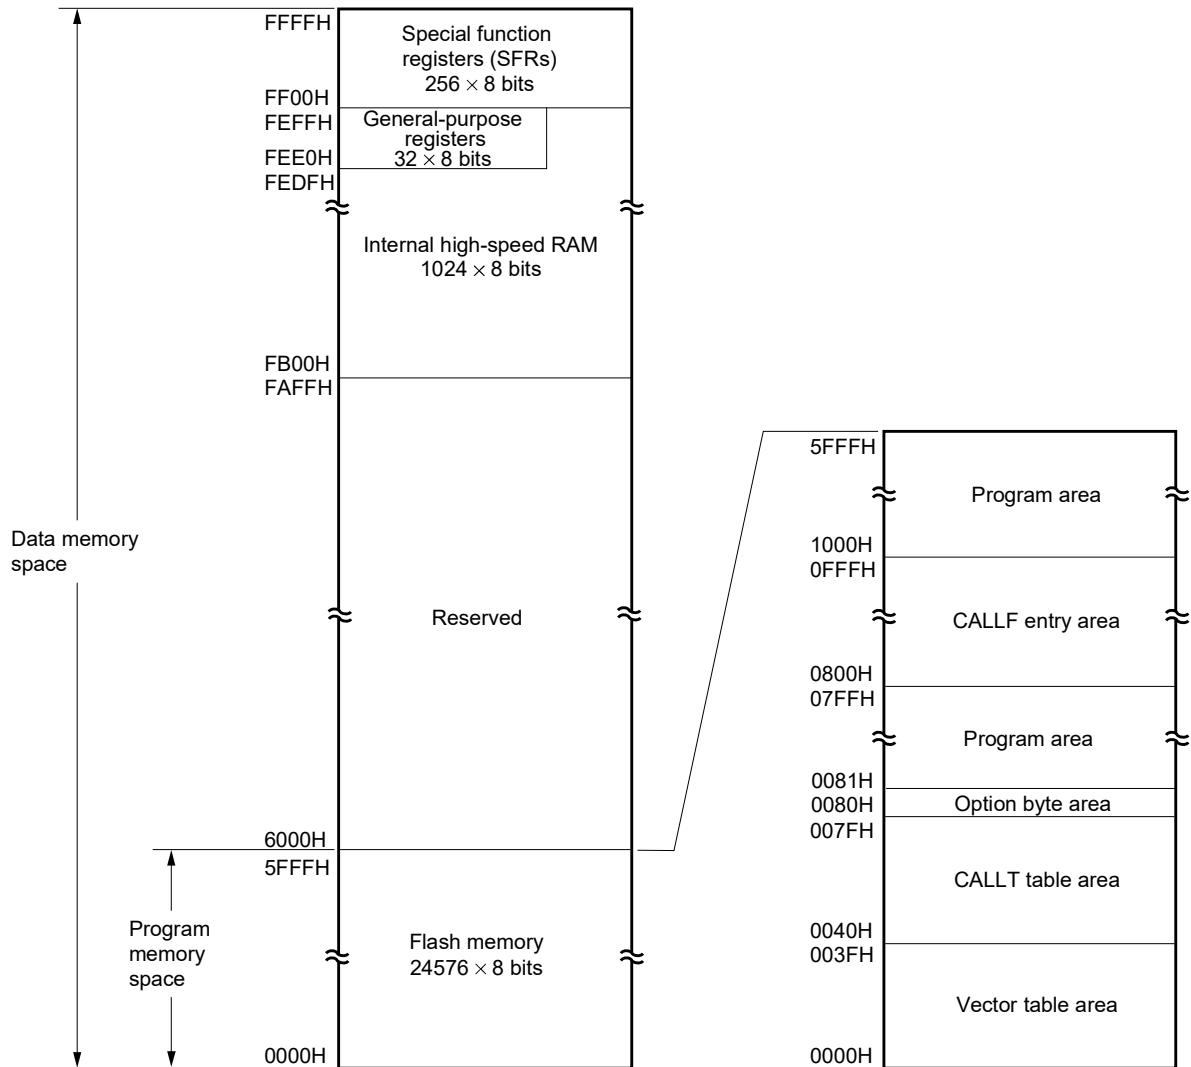 FFFFH
Special function
registers (SFRs)
256 × 8 bits
FF00H
FEFFH
General-purpose
registers
32 × 8 bits
FEE0H
FEDFH
Internal high-speed RAM
1024 × 8 bits
FB00H
FAFFH
Data memory
space
Reserved
6000H
5FFFH
Program
memory
space
Flash memory
24576 × 8 bits
0000H
5FFFH
Program area
1000H
0FFFH
CALLF entry area
0800H
07FFH
Program area
0081H
0080H
Option byte area
007FH
CALLT table area
0040H
003FH
Vector table area
0000H